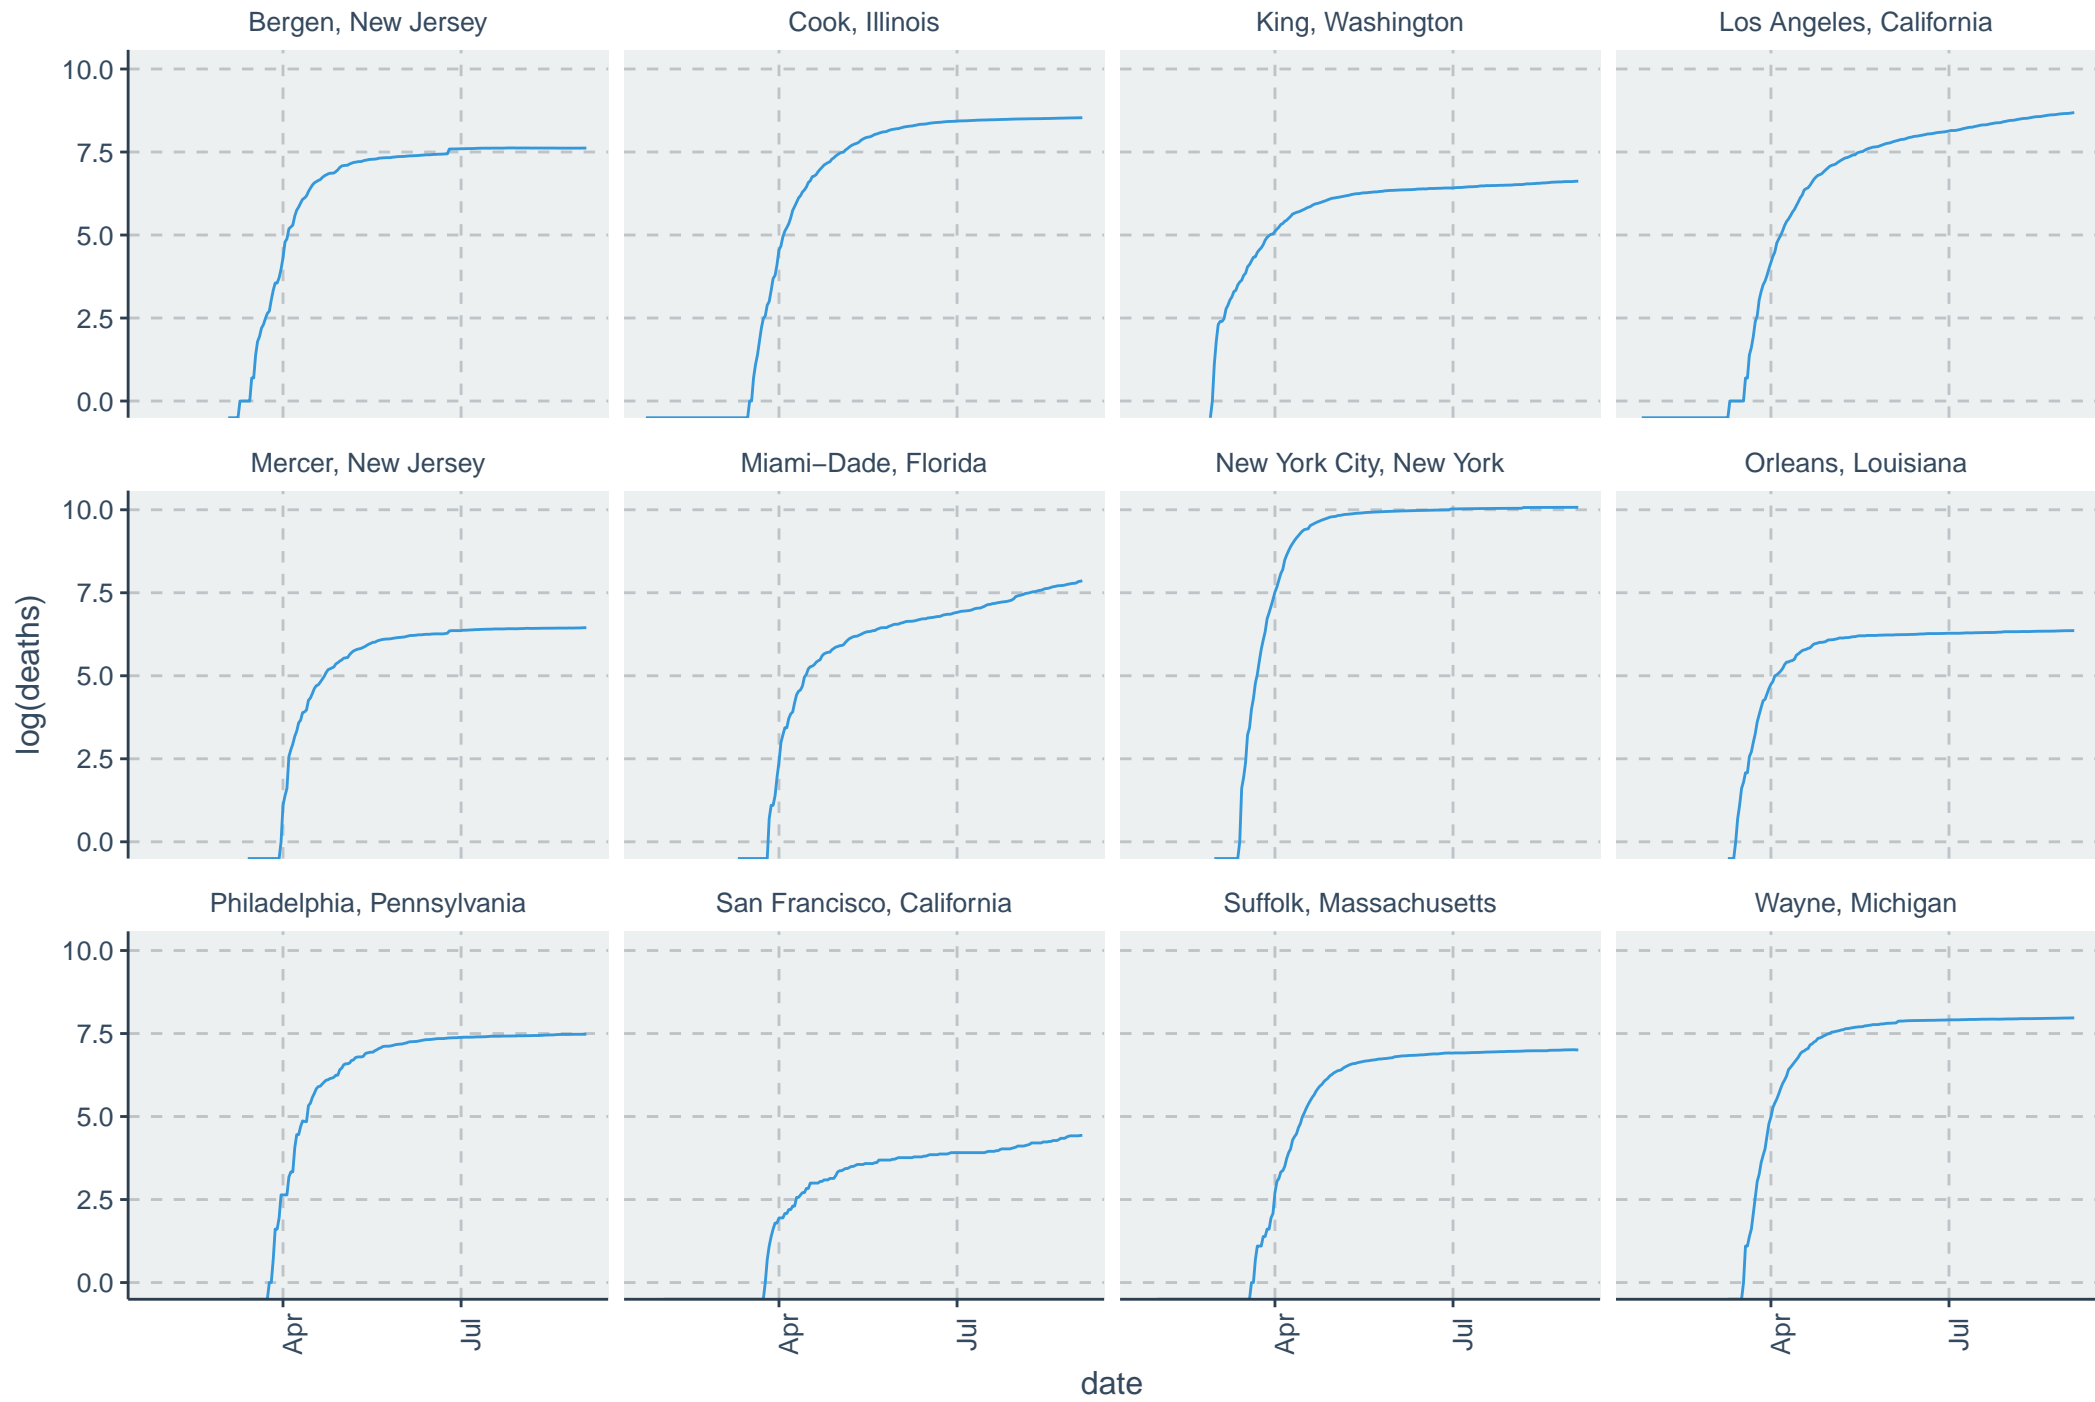 Bergen, New Jersey
Cook, Illinois
King, Washington
Los Angeles, California
10.0
7.5
5.0
2.5
0.0
Mercer, New Jersey
Miami−Dade, Florida
New York City, New York
Orleans, Louisiana
10.0
7.5
5.0
2.5
0.0
log(deaths)
Philadelphia, Pennsylvania
San Francisco, California
Suffolk, Massachusetts
Wayne, Michigan
10.0
7.5
5.0
2.5
0.0
Apr
Jul
Apr
Jul
Apr
Jul
Apr
Jul
date